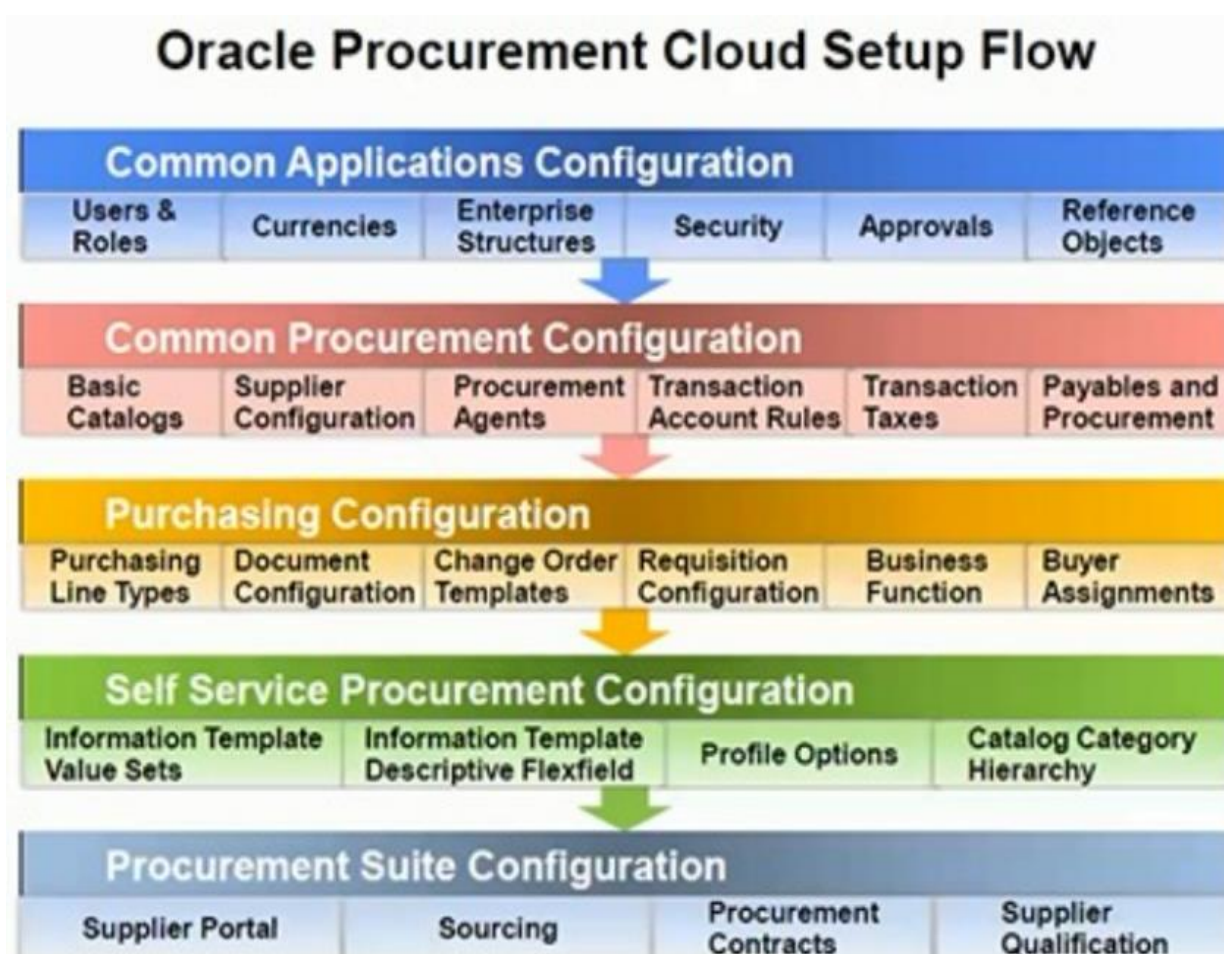 Oracle Procurement Cloud Setup Flow
Common Applications Configuration
Users &
Roles
Currencies
Enterprise
Structures
Security
Approvals
Reference
Objects
Common Procurement Configuration
Basic
Catalogs
Supplier
Configuration
Procurement
Agents
Transaction
Account Rules
Transaction
Taxes
Payables and
Procurement
Purchasing Configuration
Purchasing
Line Types
Document
Configuration
Change Order
Templates
Requisition
Configuration
Business
Function
Buyer
Assignments
Self Service Procurement Configuration
Information Template
Value Sets
Information Template
Descriptive Flexfield
Profile Options
Catalog Category
Hierarchy
Procurement Suite Configuration
Supplier Portal
Sourcing
Procurement
Contracts
Supplier
Qualification